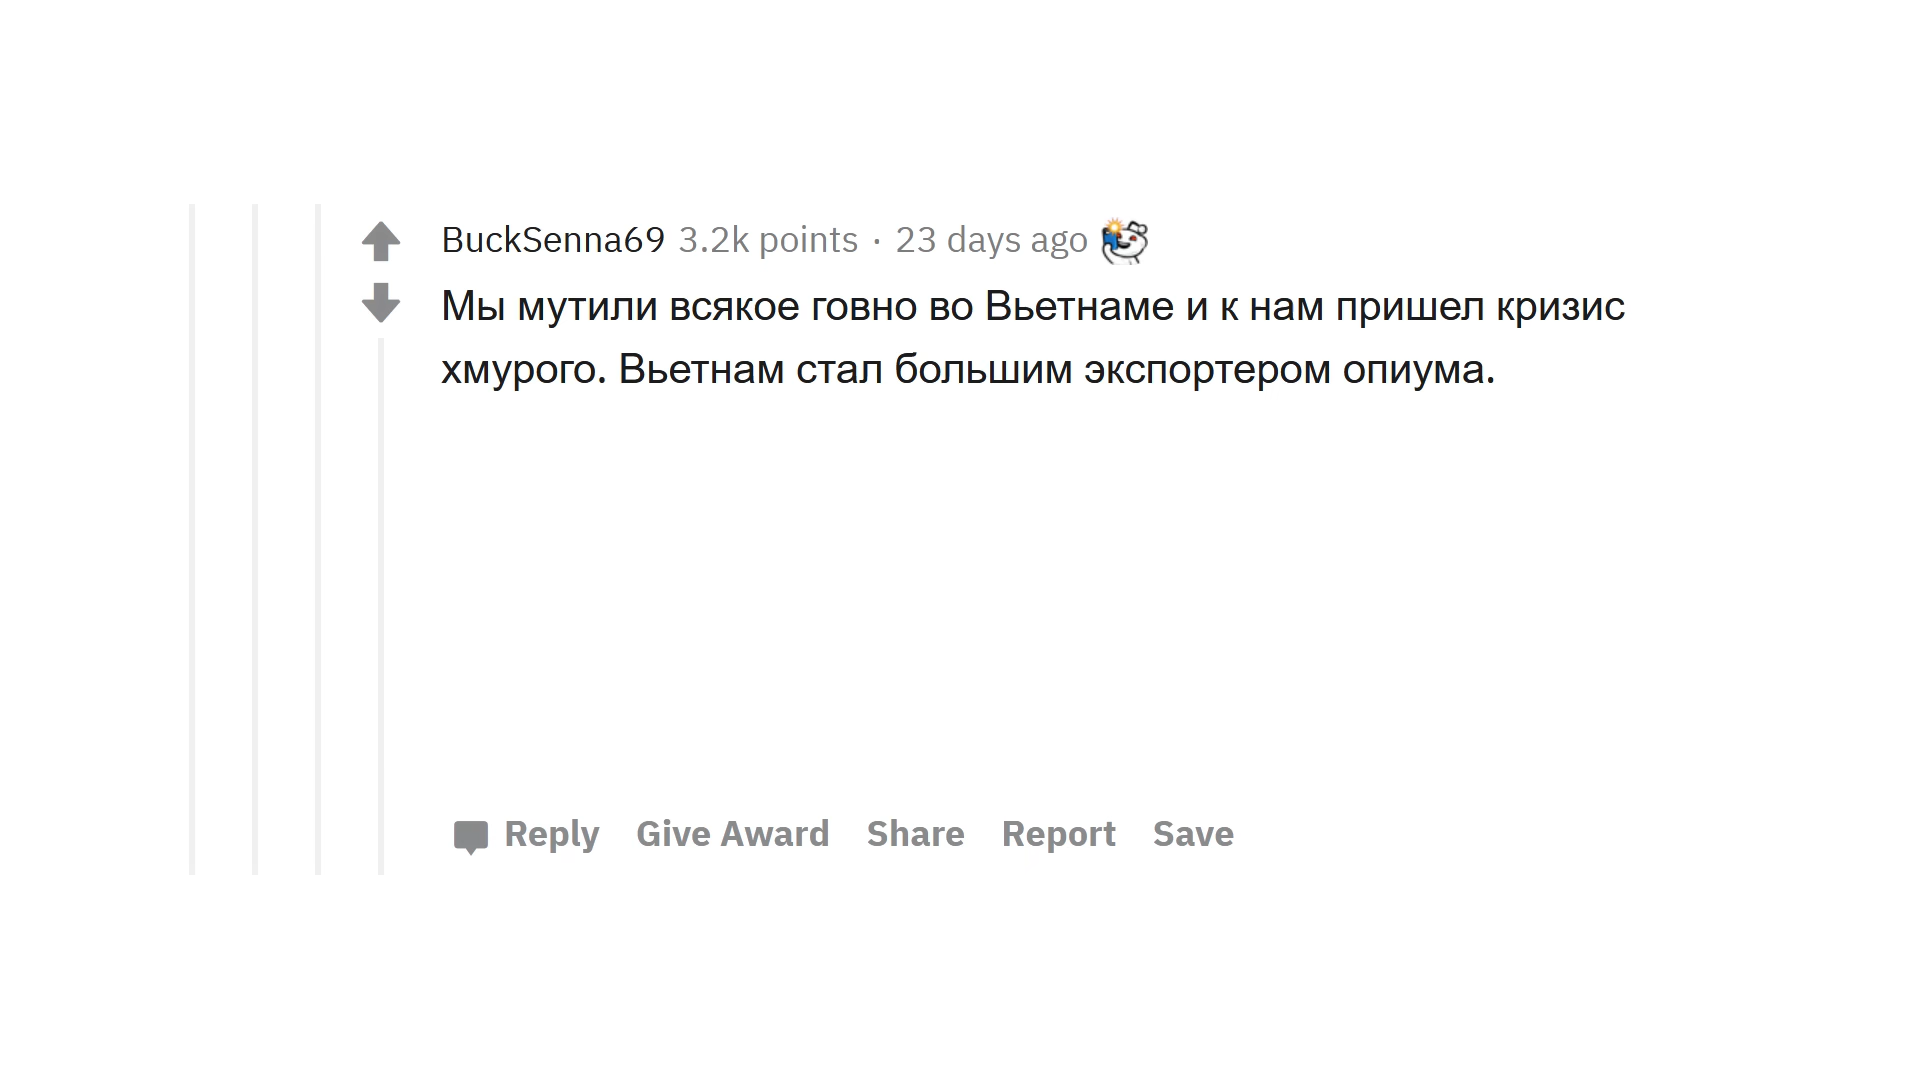 BuckSenna69 3.2k points · 23 days ago
Мы мутили всякое говно во Вьетнаме и к нам пришел кризис
хмурого. Вьетнам стал большим экспортером опиума.
Reply Give Award Share Report Save